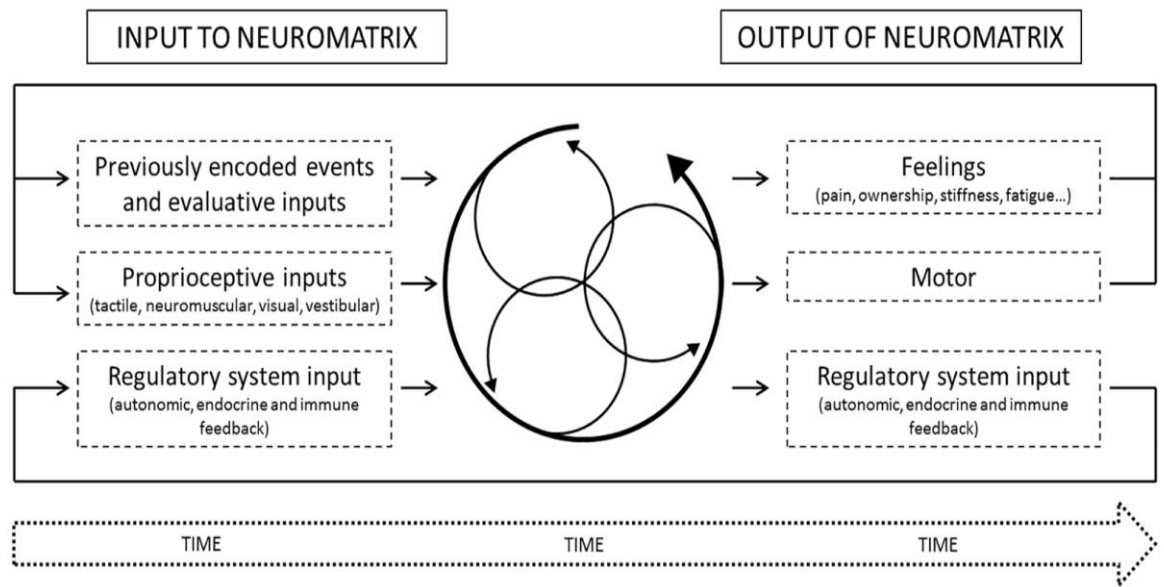 INPUT TO NEUROMATRIX
OUTPUT OF NEUROMATRIX
Previously encoded events
and evaluative inputs
Proprioceptive inputs
(tactile, neuromuscular, visual, vestibular)
Regulatory system input
(autonomic, endocrine and immune
feedback)
Feelings
(pain, ownership, stiffness, fatigue...)
Motor
Regulatory system input
(autonomic, endocrine and immune
feedback)
TIME
TIME
TIME